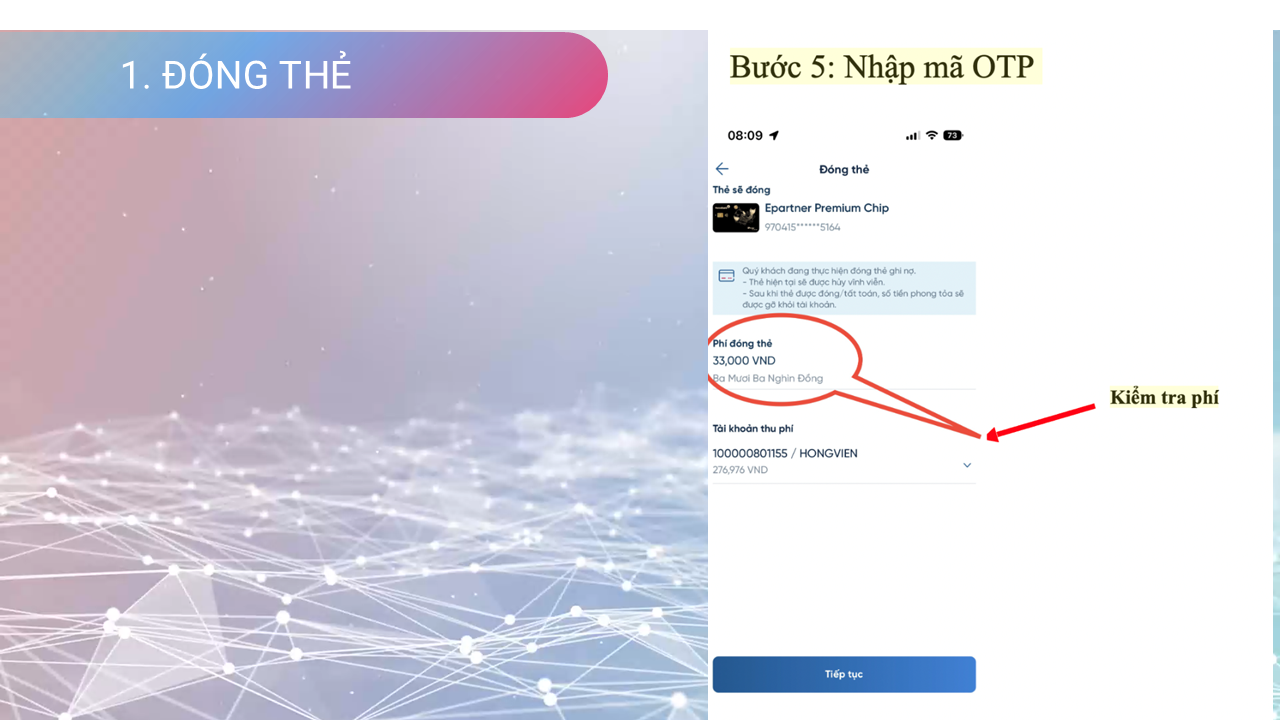 1. ĐÓNG THẺ
Bước 5: Nhập mã OTP
08:09
73
Đóng thẻ
Thẻ sẽ đóng
Epartner Premium Chip
970415******5164
Quý khách đang thực hiện đóng thẻ ghi nợ.
- Thẻ hiện tại sẽ được hủy vĩnh viễn.
- Sau khi thẻ được đóng/tất toán, số tiền phong tỏa sẽ
được gỡ khỏi tài khoản.
Phí đóng thẻ
33,000 VND
Ba Mươi Ba Nghìn Đồng
Kiểm tra phí
Tài khoản thu phí
100000801155 / HONGVIEN
276,976 VND
Tiếp tục